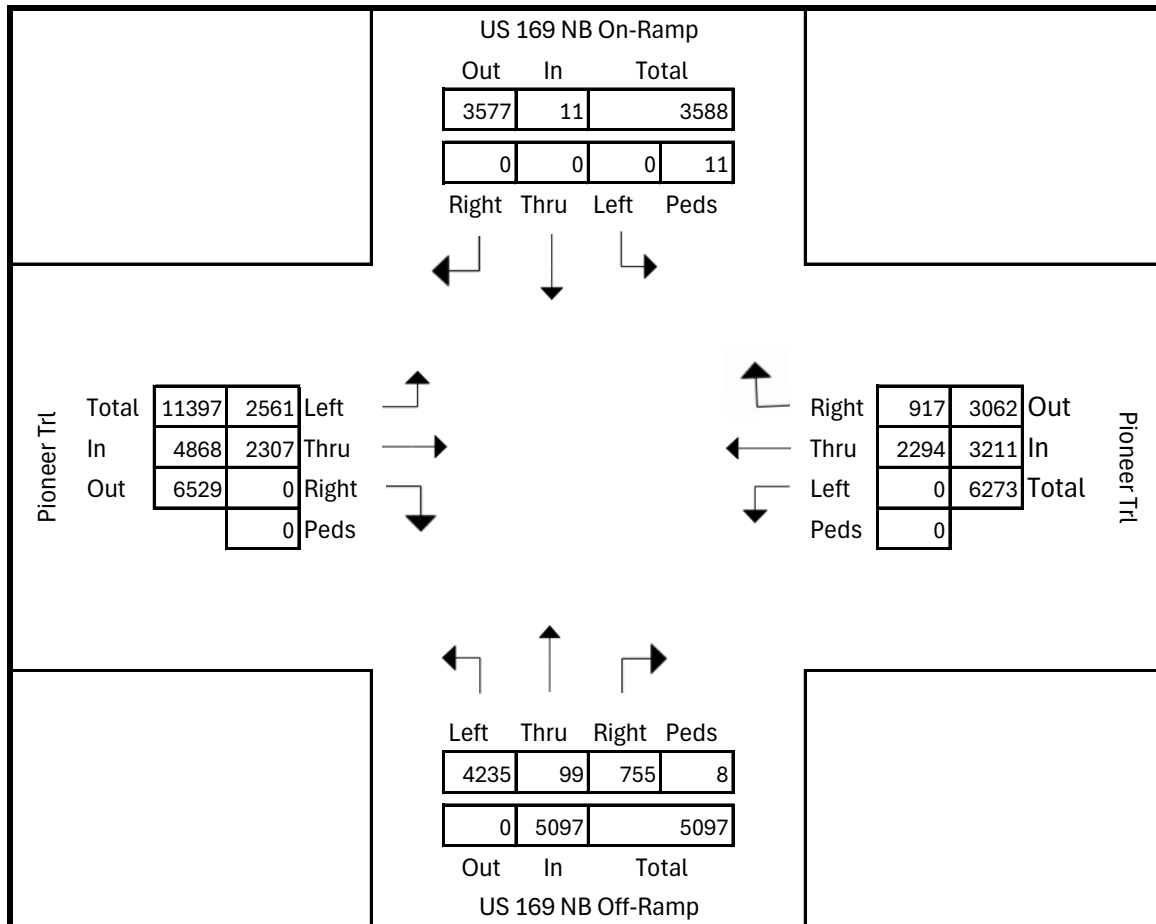 US 169 NB On-Ramp
Out In Total
3577 11 3588
0 0 0 11
Right Thru Left Peds
Pioneer Trl
Total 11397 2561 Left
In 4868 2307 Thru
Out 6529 0 Right
0 Peds
Right 917 3062 Out
Thru 2294 3211 In
Left 0 6273 Total
Peds 0
Pioneer Trl
Left Thru Right Peds
4235 99 755 8
0 5097 5097
Out In Total
US 169 NB Off-Ramp